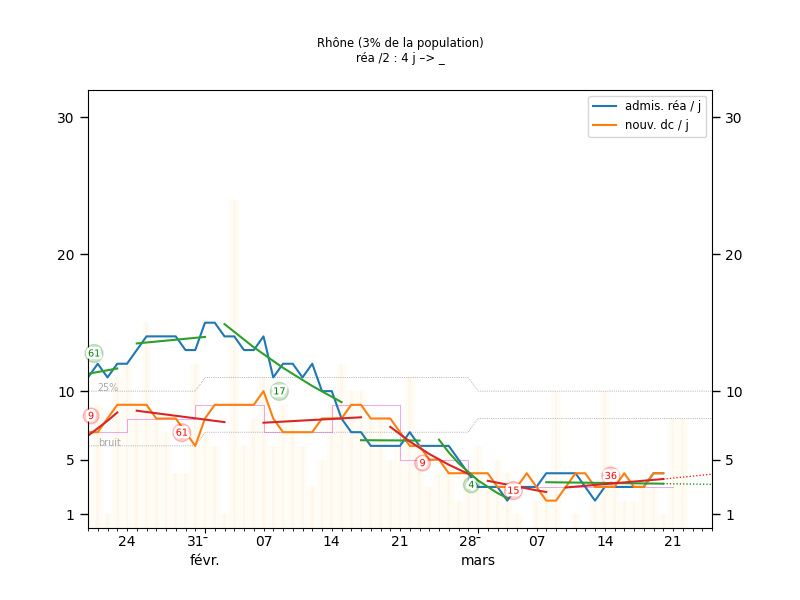 Rhône (3% de la population)
réa /2 : 4 j −> _
admis. réa / j
nouv. dc / j
30 30
20 20
10 10
5 5
1 1
61
25%
9
61
bruit
17
9
4
15
36
24 31 07 14 21 28 07 14 21
févr. mars